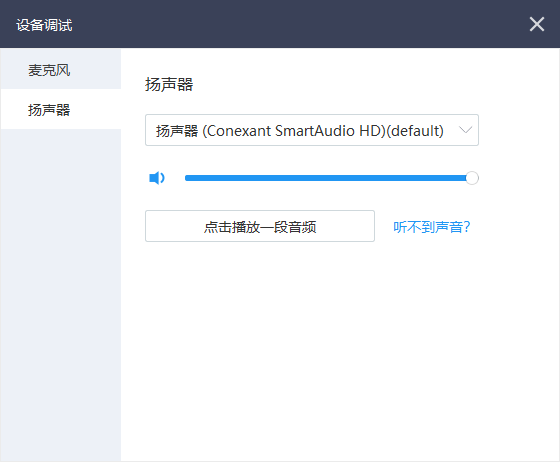 设备调试
麦克风
扬声器
扬声器
扬声器 (Conexant SmartAudio HD)(default)
点击播放一段音频
听不到声音?